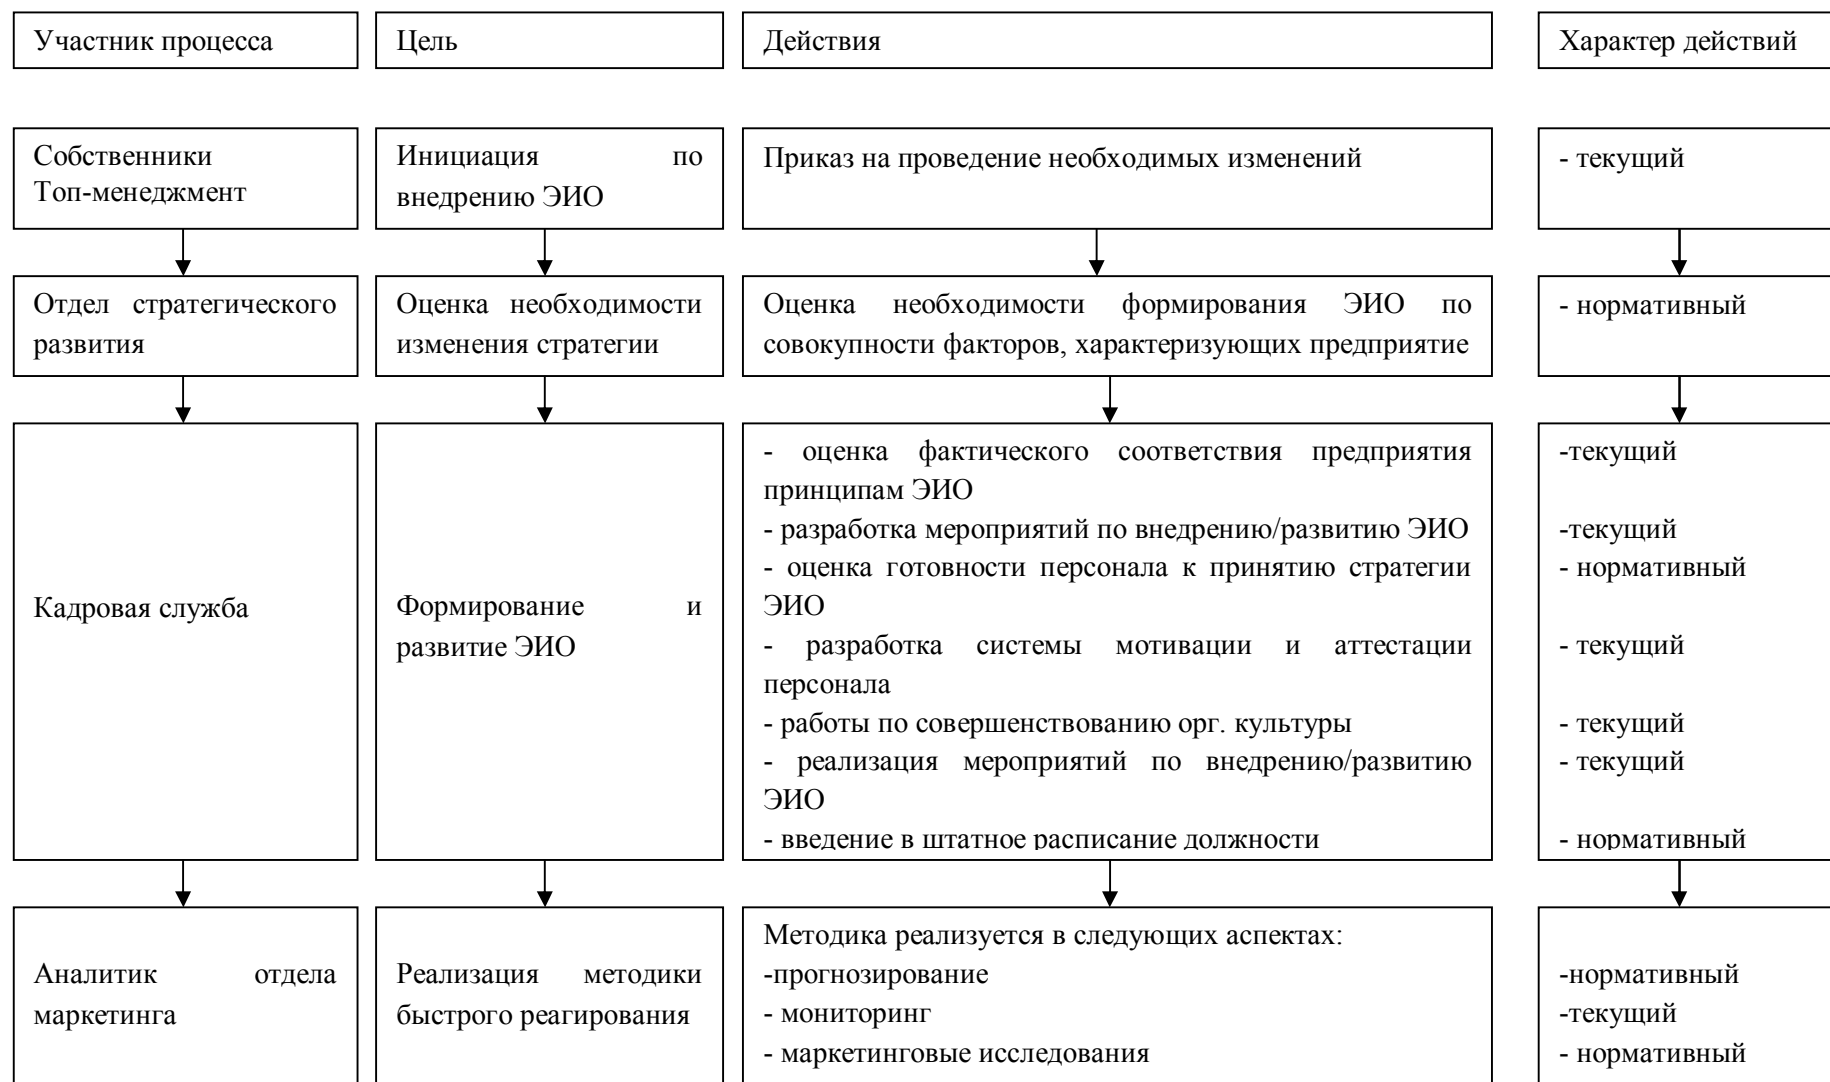 Участник процесса
Цель
Действия
Характер действий
Собственники
Топ-менеджмент
Инициация по
внедрению ЭИО
Приказ на проведение необходимых изменений
- текущий
Отдел стратегического
развития
Оценка необходимости
изменения стратегии
Оценка необходимости формирования ЭИО по
совокупности факторов, характеризующих предприятие
- нормативный
Кадровая служба
Формирование и
развитие ЭИО
- оценка фактического соответствия предприятия
принципам ЭИО
- разработка мероприятий по внедрению/развитию ЭИО
- оценка готовности персонала к принятию стратегии
ЭИО
- разработка системы мотивации и аттестации
персонала
- работы по совершенствованию орг. культуры
- реализация мероприятий по внедрению/развитию
ЭИО
- введение в штатное расписание должности
-текущий
-текущий
- нормативный
- текущий
- текущий
- текущий
- нормативный
Аналитик отдела
маркетинга
Реализация методики
быстрого реагирования
Методика реализуется в следующих аспектах:
-прогнозирование
- мониторинг
- маркетинговые исследования
-нормативный
-текущий
- нормативный